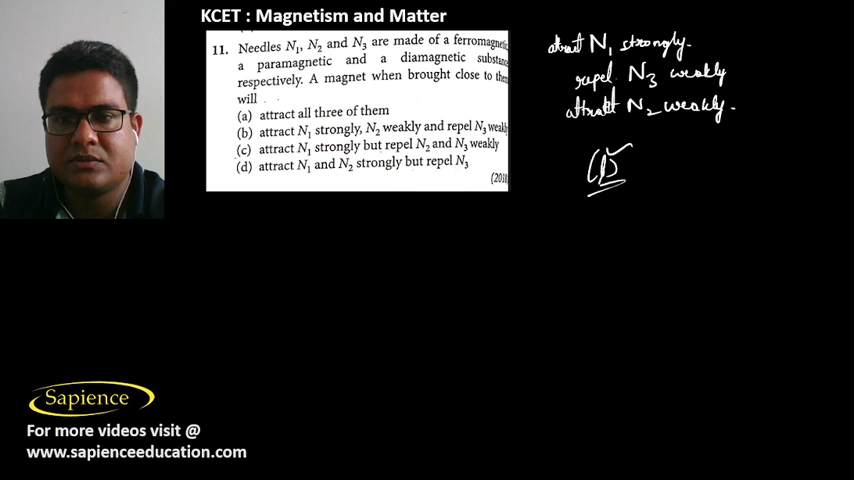 KCET : Magnetism and Matter
11. Needles N₁, N₂ and N₃ are made of a ferromagnetic,
a paramagnetic and a diamagnetic substance
respectively. A magnet when brought close to them
will
(a) attract all three of them
(b) attract N₁ strongly, N₂ weakly and repel N₃ weakly
(c) attract N₁ strongly but repel N₂ and N₃ weakly
(d) attract N₁ and N₂ strongly but repel N₃
(2018
attract N₁ strongly.
repel N₃ weakly
attract N₂ weakly.
Sapience
For more videos visit @
www.sapienceeducation.com